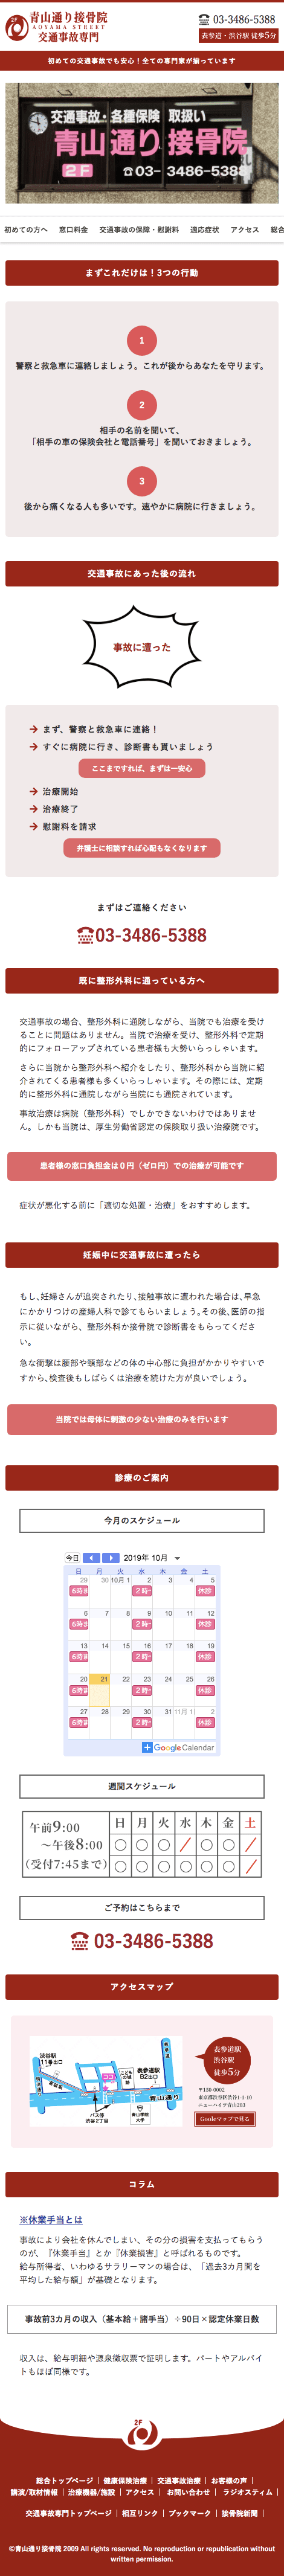 青山通り接骨院
AOYAMA STREET
交通事故専門
03-3486-5388
表参道・渋谷駅 徒歩5分
初めての交通事故でも安心！全ての専門家が揃っています
交通事故・各種保険 取扱い
青山通り接骨院
2F ☎03-3486-5388
初めての方へ 窓口料金 交通事故の保障・慰謝料 適応症状 アクセス 総合
まずこれだけは！3つの行動
1
警察と救急車に連絡しましょう。これが後からあなたを守ります。
2
相手の名前を聞いて、
「相手の車の保険会社と電話番号」を聞いておきましょう。
3
後から痛くなる人も多いです。速やかに病院に行きましょう。
交通事故にあった後の流れ
事故に遭った
まず、警察と救急車に連絡！
すぐに病院に行き、診断書も貰いましょう
ここまですれば、まずは一安心
治療開始
治療終了
慰謝料を請求
弁護士に相談すれば心配もなくなります
まずはご連絡ください
03-3486-5388
既に整形外科に通っている方へ
交通事故の場合、整形外科に通院しながら、当院でも治療を受け
ることに問題はありません。当院で治療を受け、整形外科で定期
的にフォローアップされている患者様も大勢いらっしゃいます。
さらに当院から整形外科へ紹介をしたり、整形外科から当院に紹
介されてくる患者様も多くいらっしゃいます。その際には、定期
的に整形外科に通院しながら当院にも通院されています。
事故治療は病院（整形外科）でしかできないわけではありませ
ん。しかも当院は、厚生労働省認定の保険取り扱い治療院です。
患者様の窓口負担金は０円（ゼロ円）での治療が可能です
症状が悪化する前に「適切な処置・治療」をおすすめします。
妊娠中に交通事故に遭ったら
もし、妊婦さんが追突されたり、接触事故に遭われた場合は、早急
にかかりつけの産婦人科で診てもらいましょう。その後、医師の指
示に従いながら、整形外科か接骨院で診断書をもらってくださ
い。
急な衝撃は腰部や頸部などの体の中心部に負担がかかりやすいで
すから、検査後もしばらくは治療を続けた方が良いでしょう。
当院では母体に刺激の少ない治療のみを行います
診療のご案内
今月のスケジュール
今日 2019年 10月
日 月 火 水 木 金 土
29 30 10月 1 2 3 4 5
6時 2時 休診
6 7 8 9 10 11 12
6時 2時 休診
13 14 15 16 17 18 19
6時 2時 休診
20 21 22 23 24 25 26
6時 2時 休診
27 28 29 30 31 11月 1 2
6時 2時 休診
Google Calendar
週間スケジュール
日 月 火 水 木 金 土
午前9:00 ○ ○ ○ ／ ○ ○ ／
～午後8:00
（受付7:45まで） ○ ○ ○ ○ ○ ○ ／
ご予約はこちらまで
03-3486-5388
アクセスマップ
渋谷駅
11番出口
宮益坂
バス停
渋谷2丁目
ココ
こどもの城跡
表参道駅
B2出口
青山通り
青山学院
大学
表参道駅
渋谷駅
徒歩5分
〒150-0002
東京都渋谷区渋谷1-1-10
ニューハイツ青山203
Gooleマップで見る
コラム
※休業手当とは
事故により会社を休んでしまい、その分の損害を支払ってもらう
のが、『休業手当』とか『休業損害』と呼ばれるものです。
給与所得者、いわゆるサラリーマンの場合は、「過去3カ月間を
平均した給与額」が基礎となります。
事故前3カ月の収入（基本給＋諸手当）÷90日×認定休業日数
収入は、給与明細や源泉徴収票で証明します。パートやアルバイ
トもほぼ同様です。
2F
総合トップページ | 健康保険治療 | 交通事故治療 | お客様の声 |
講演/取材情報 | 治療機器/施設 | アクセス | お問い合わせ | ラジオスティム |
交通事故専門トップページ | 相互リンク | ブックマーク | 接骨院新聞 |
©青山通り接骨院 2009 All rights reserved. No reproduction or republication without
written permission.